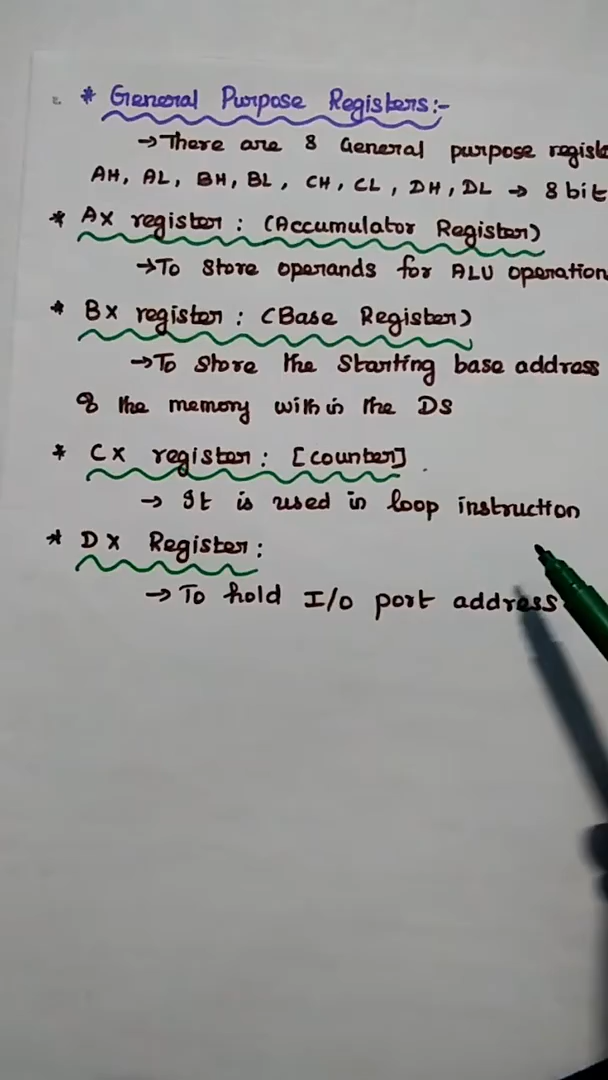 * General Purpose Registers:-
→ There are 8 General purpose regist
AH, AL, BH, BL, CH, CL, DH, DL → 8 bit
* AX register: (Accumulator Register)
→ To store operands for ALU operation
* BX register: (Base Register)
→ To store the starting base address
of the memory with in the DS
* CX register: [counter].
→ It is used in loop instruction
* DX Register:
→ To hold I/O port address